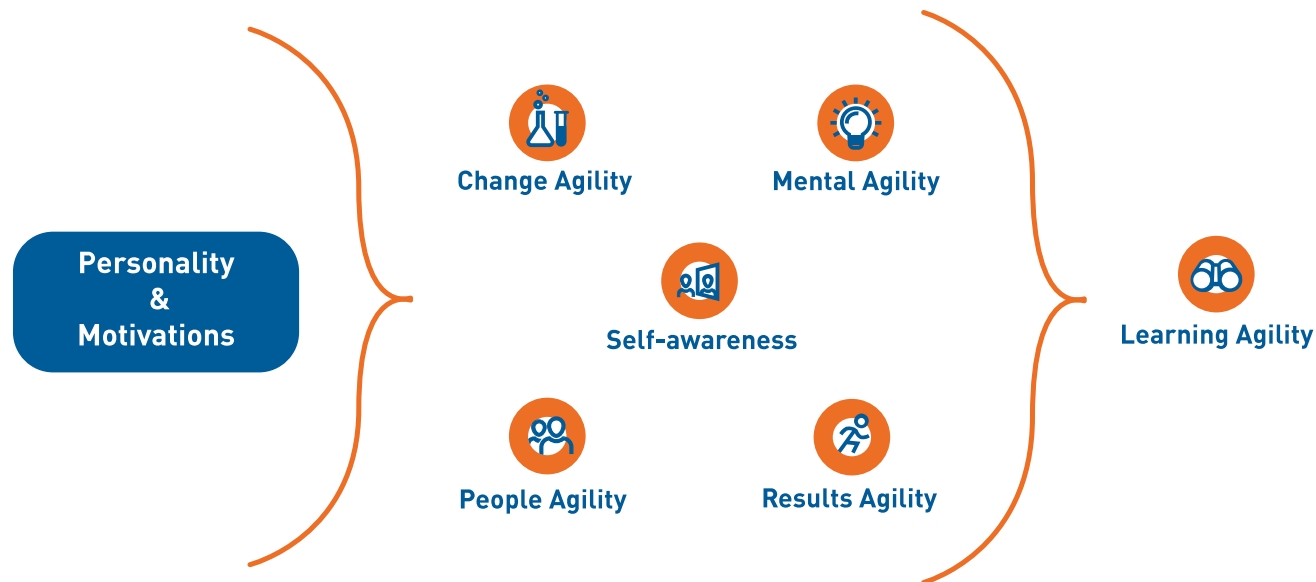 Personality
&
Motivations
Change Agility
Mental Agility
Self-awareness
People Agility
Results Agility
Learning Agility